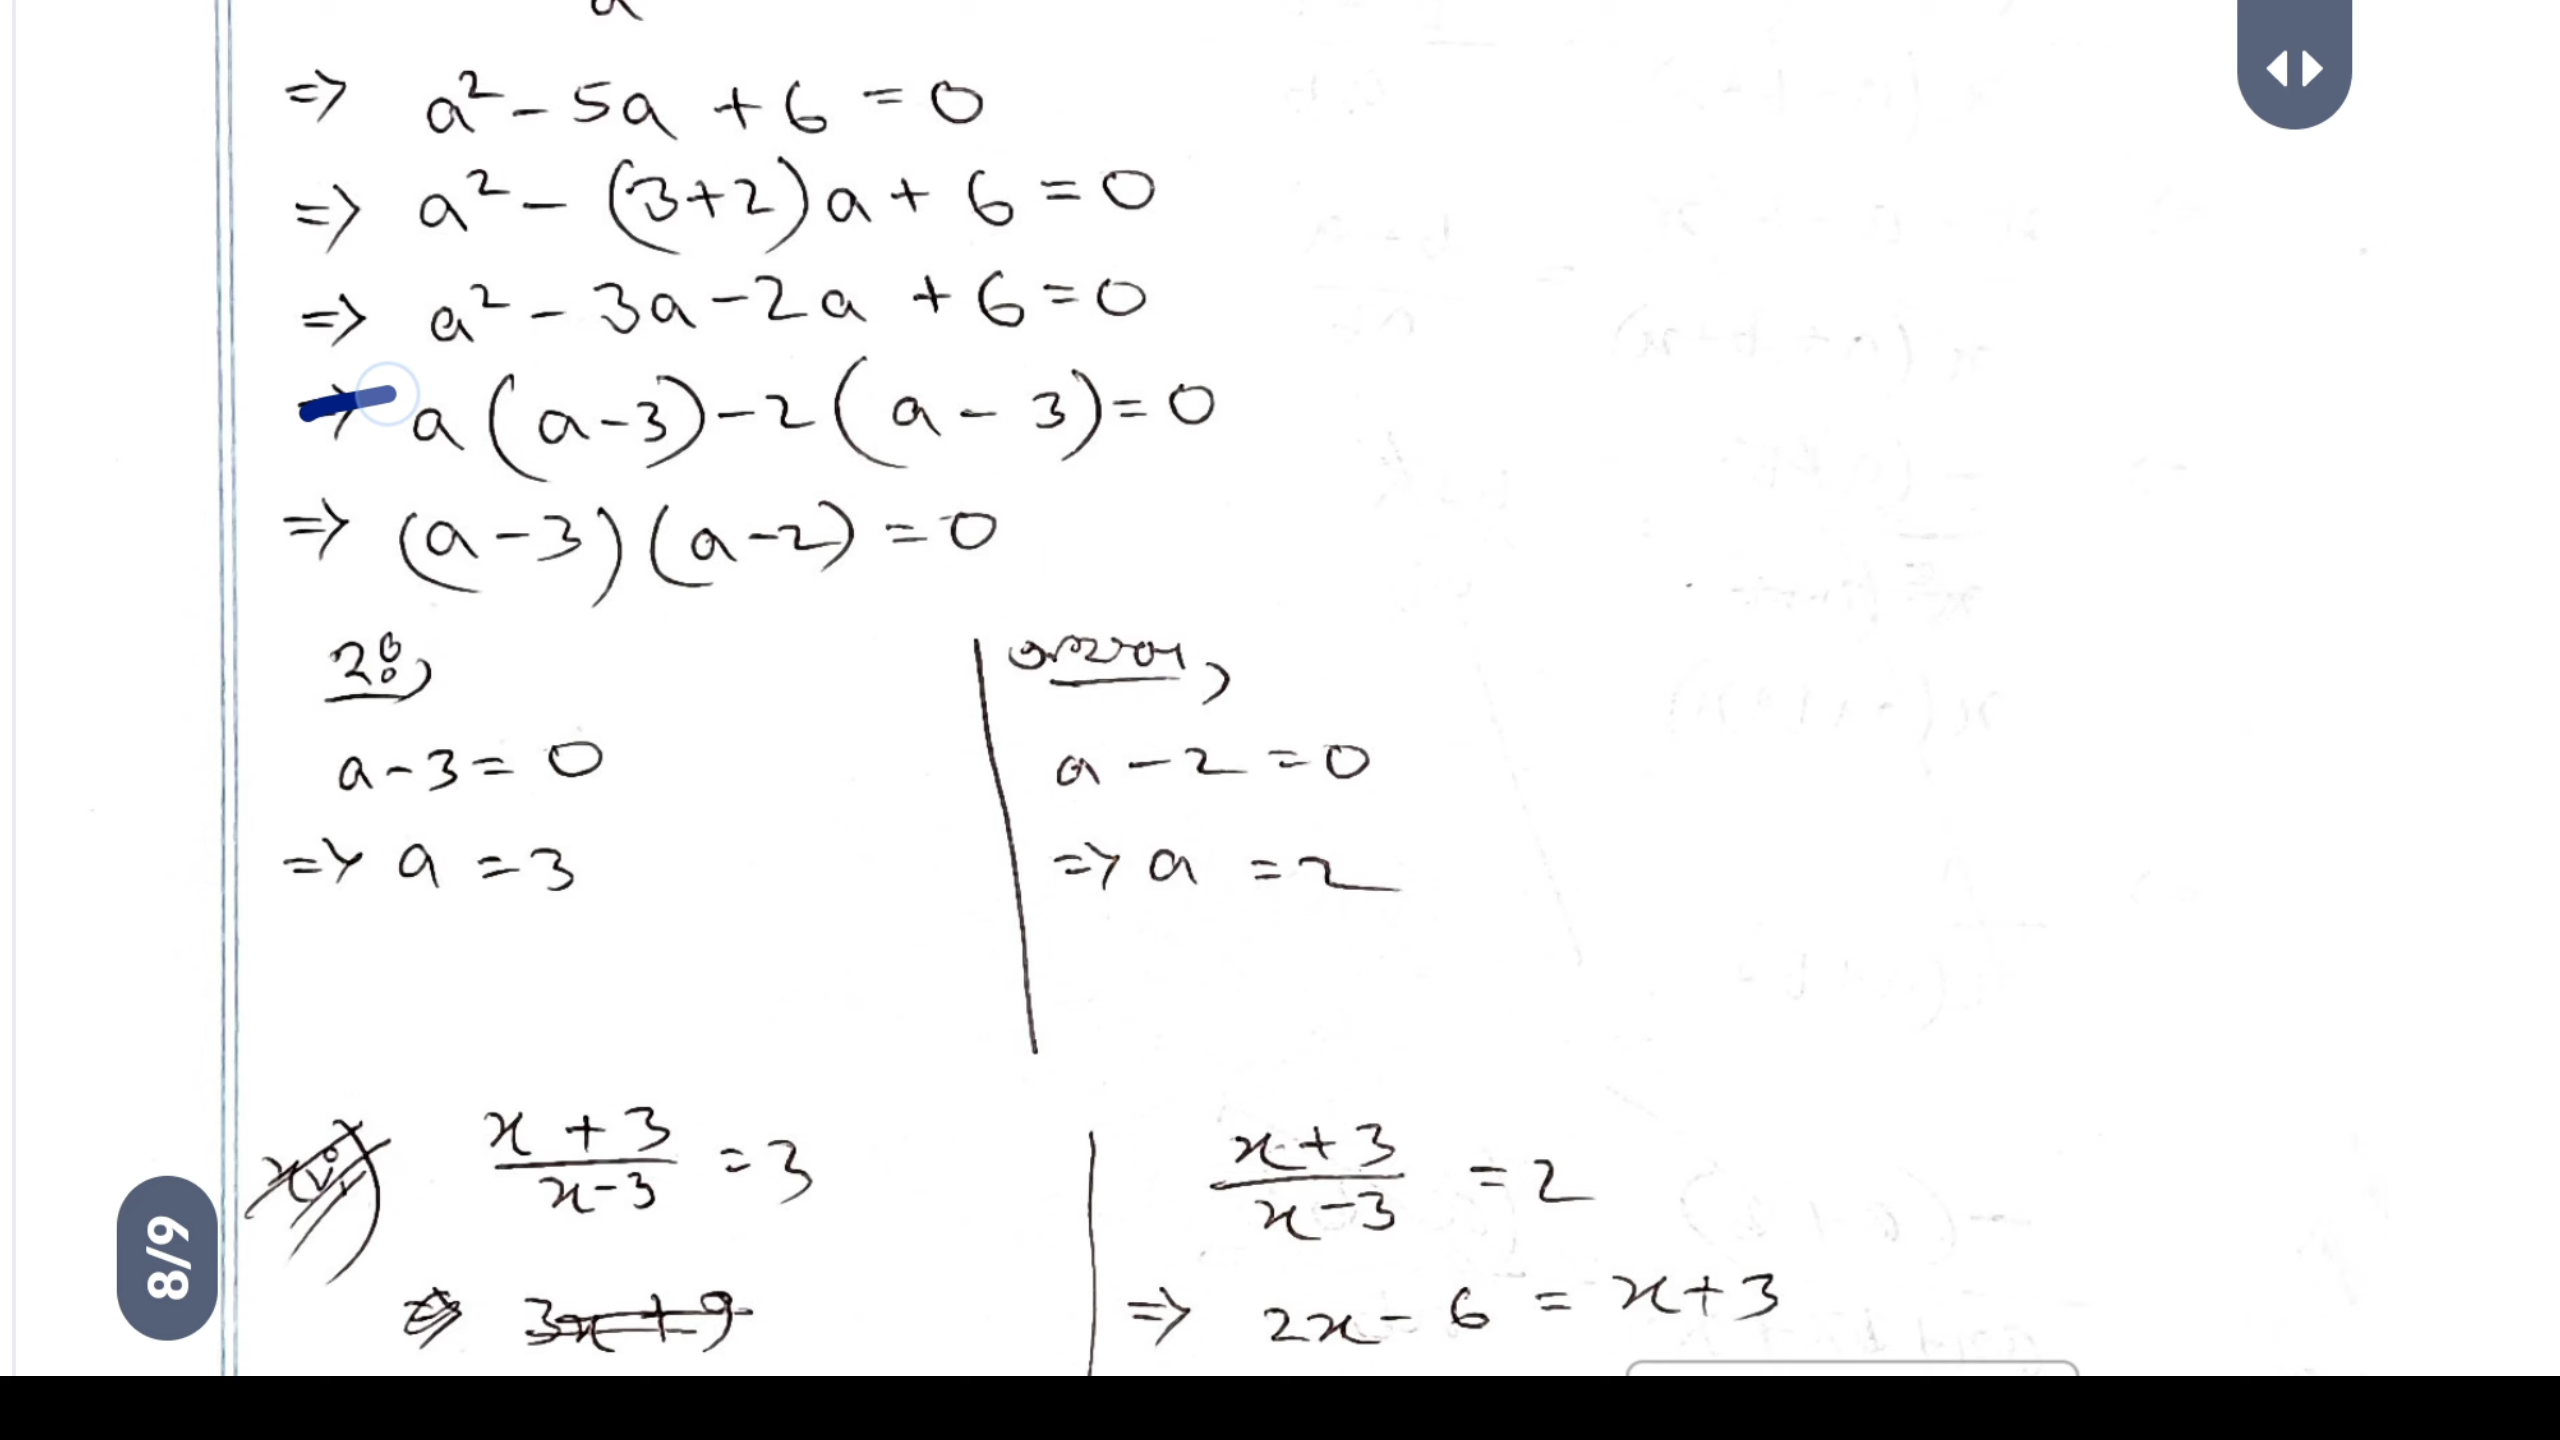 a
=> a² - 5a + 6 = 0
=> a² - (3+2)a + 6 = 0
=> a² - 3a - 2a + 6 = 0
=> a(a-3) - 2(a-3) = 0
=> (a-3)(a-2) = 0
হয়,
a - 3 = 0
=> a = 3
অথবা,
a - 2 = 0
=> a = 2
(x+3)/(x-3) = 3
=> 3x + 9
(x+3)/(x-3) = 2
=> 2x - 6 = x + 3
6/8